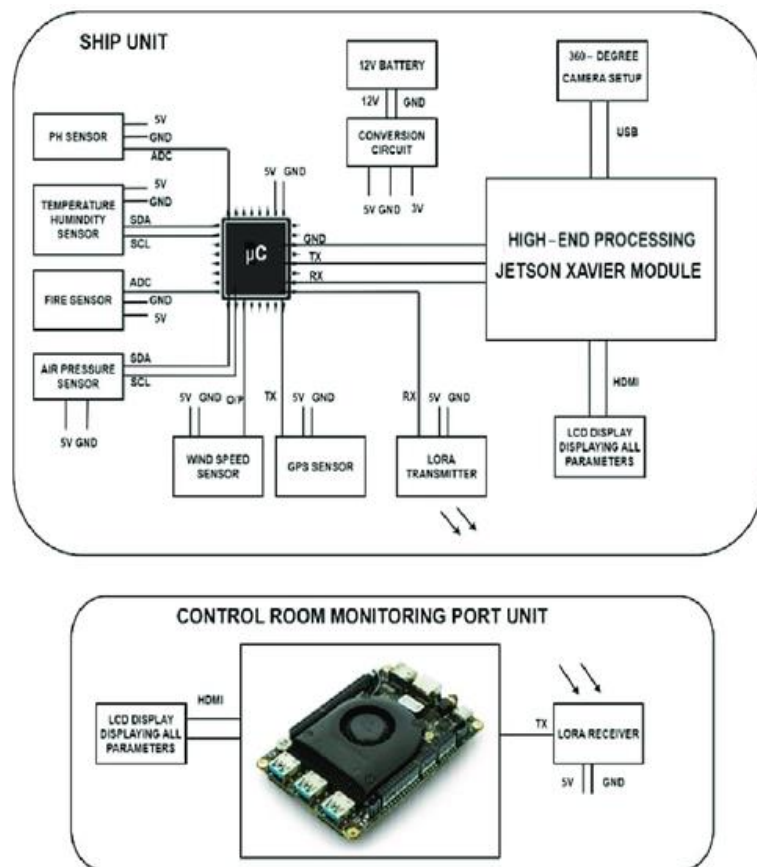 SHIP UNIT
12V BATTERY
12V
GND
CONVERSION
CIRCUIT
5V GND
3V
360 – DEGREE
CAMERA SETUP
USB
PH SENSOR
5V
GND
ADC
TEMPERATURE
HUMINDITY
SENSOR
5V
GND
SDA
SCL
FIRE SENSOR
ADC
GND
5V
AIR PRESSURE
SENSOR
SDA
SCL
5V GND
5V GND
µC
GND
TX
RX
HIGH – END PROCESSING
JETSON XAVIER MODULE
HDMI
LCD DISPLAY
DISPLAYING ALL
PARAMETERS
5V GND
O/P
WIND SPEED
SENSOR
TX
5V GND
GPS SENSOR
RX
5V GND
LORA
TRANSMITTER
CONTROL ROOM MONITORING PORT UNIT
HDMI
LCD DISPLAY
DISPLAYING ALL
PARAMETERS
TX
LORA RECEIVER
5V
GND